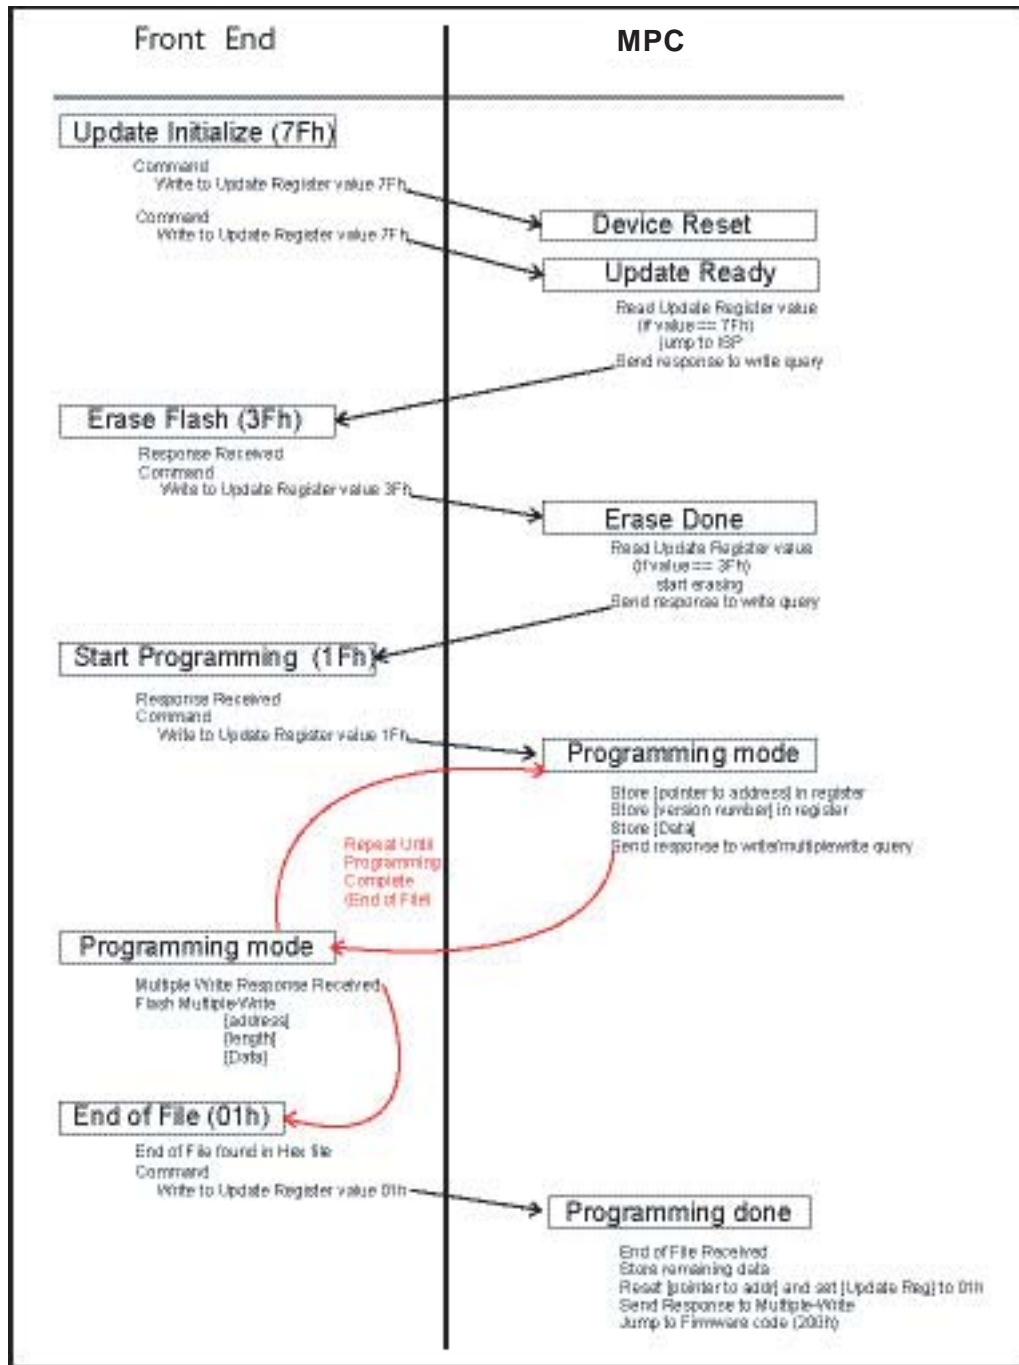 Front End
MPC
Update Initialize (7Fh)
Command
Write to Update Register value 7Fh
Command
Write to Update Register value 7Fh
Device Reset
Update Ready
Read Update Register value
(if value == 7Fh)
jump to ISP
Send response to write query
Erase Flash (3Fh)
Response Received
Command
Write to Update Register value 3Fh
Erase Done
Read Update Register value
(if value == 3Fh)
start erasing
Send response to write query
Start Programming (1Fh)
Response Received
Command
Write to Update Register value 1Fh
Programming mode
Store [pointer to address] in register
Store [version number] in register
Store [Data]
Send response to write/multiplewrite query
Repeat Until
Programming
Complete
(End of File)
Programming mode
Multiple Write Response Received
Flash Multiple-Write
[address]
[length]
[Data]
End of File (01h)
End of File found in Hex file
Command
Write to Update Register value 01h
Programming done
End of File Received
Store remaining data
Reset [pointer to addr] and set [Update Reg] to 01h
Send Response to Multiple-Write
Jump to Firmware code (200h)